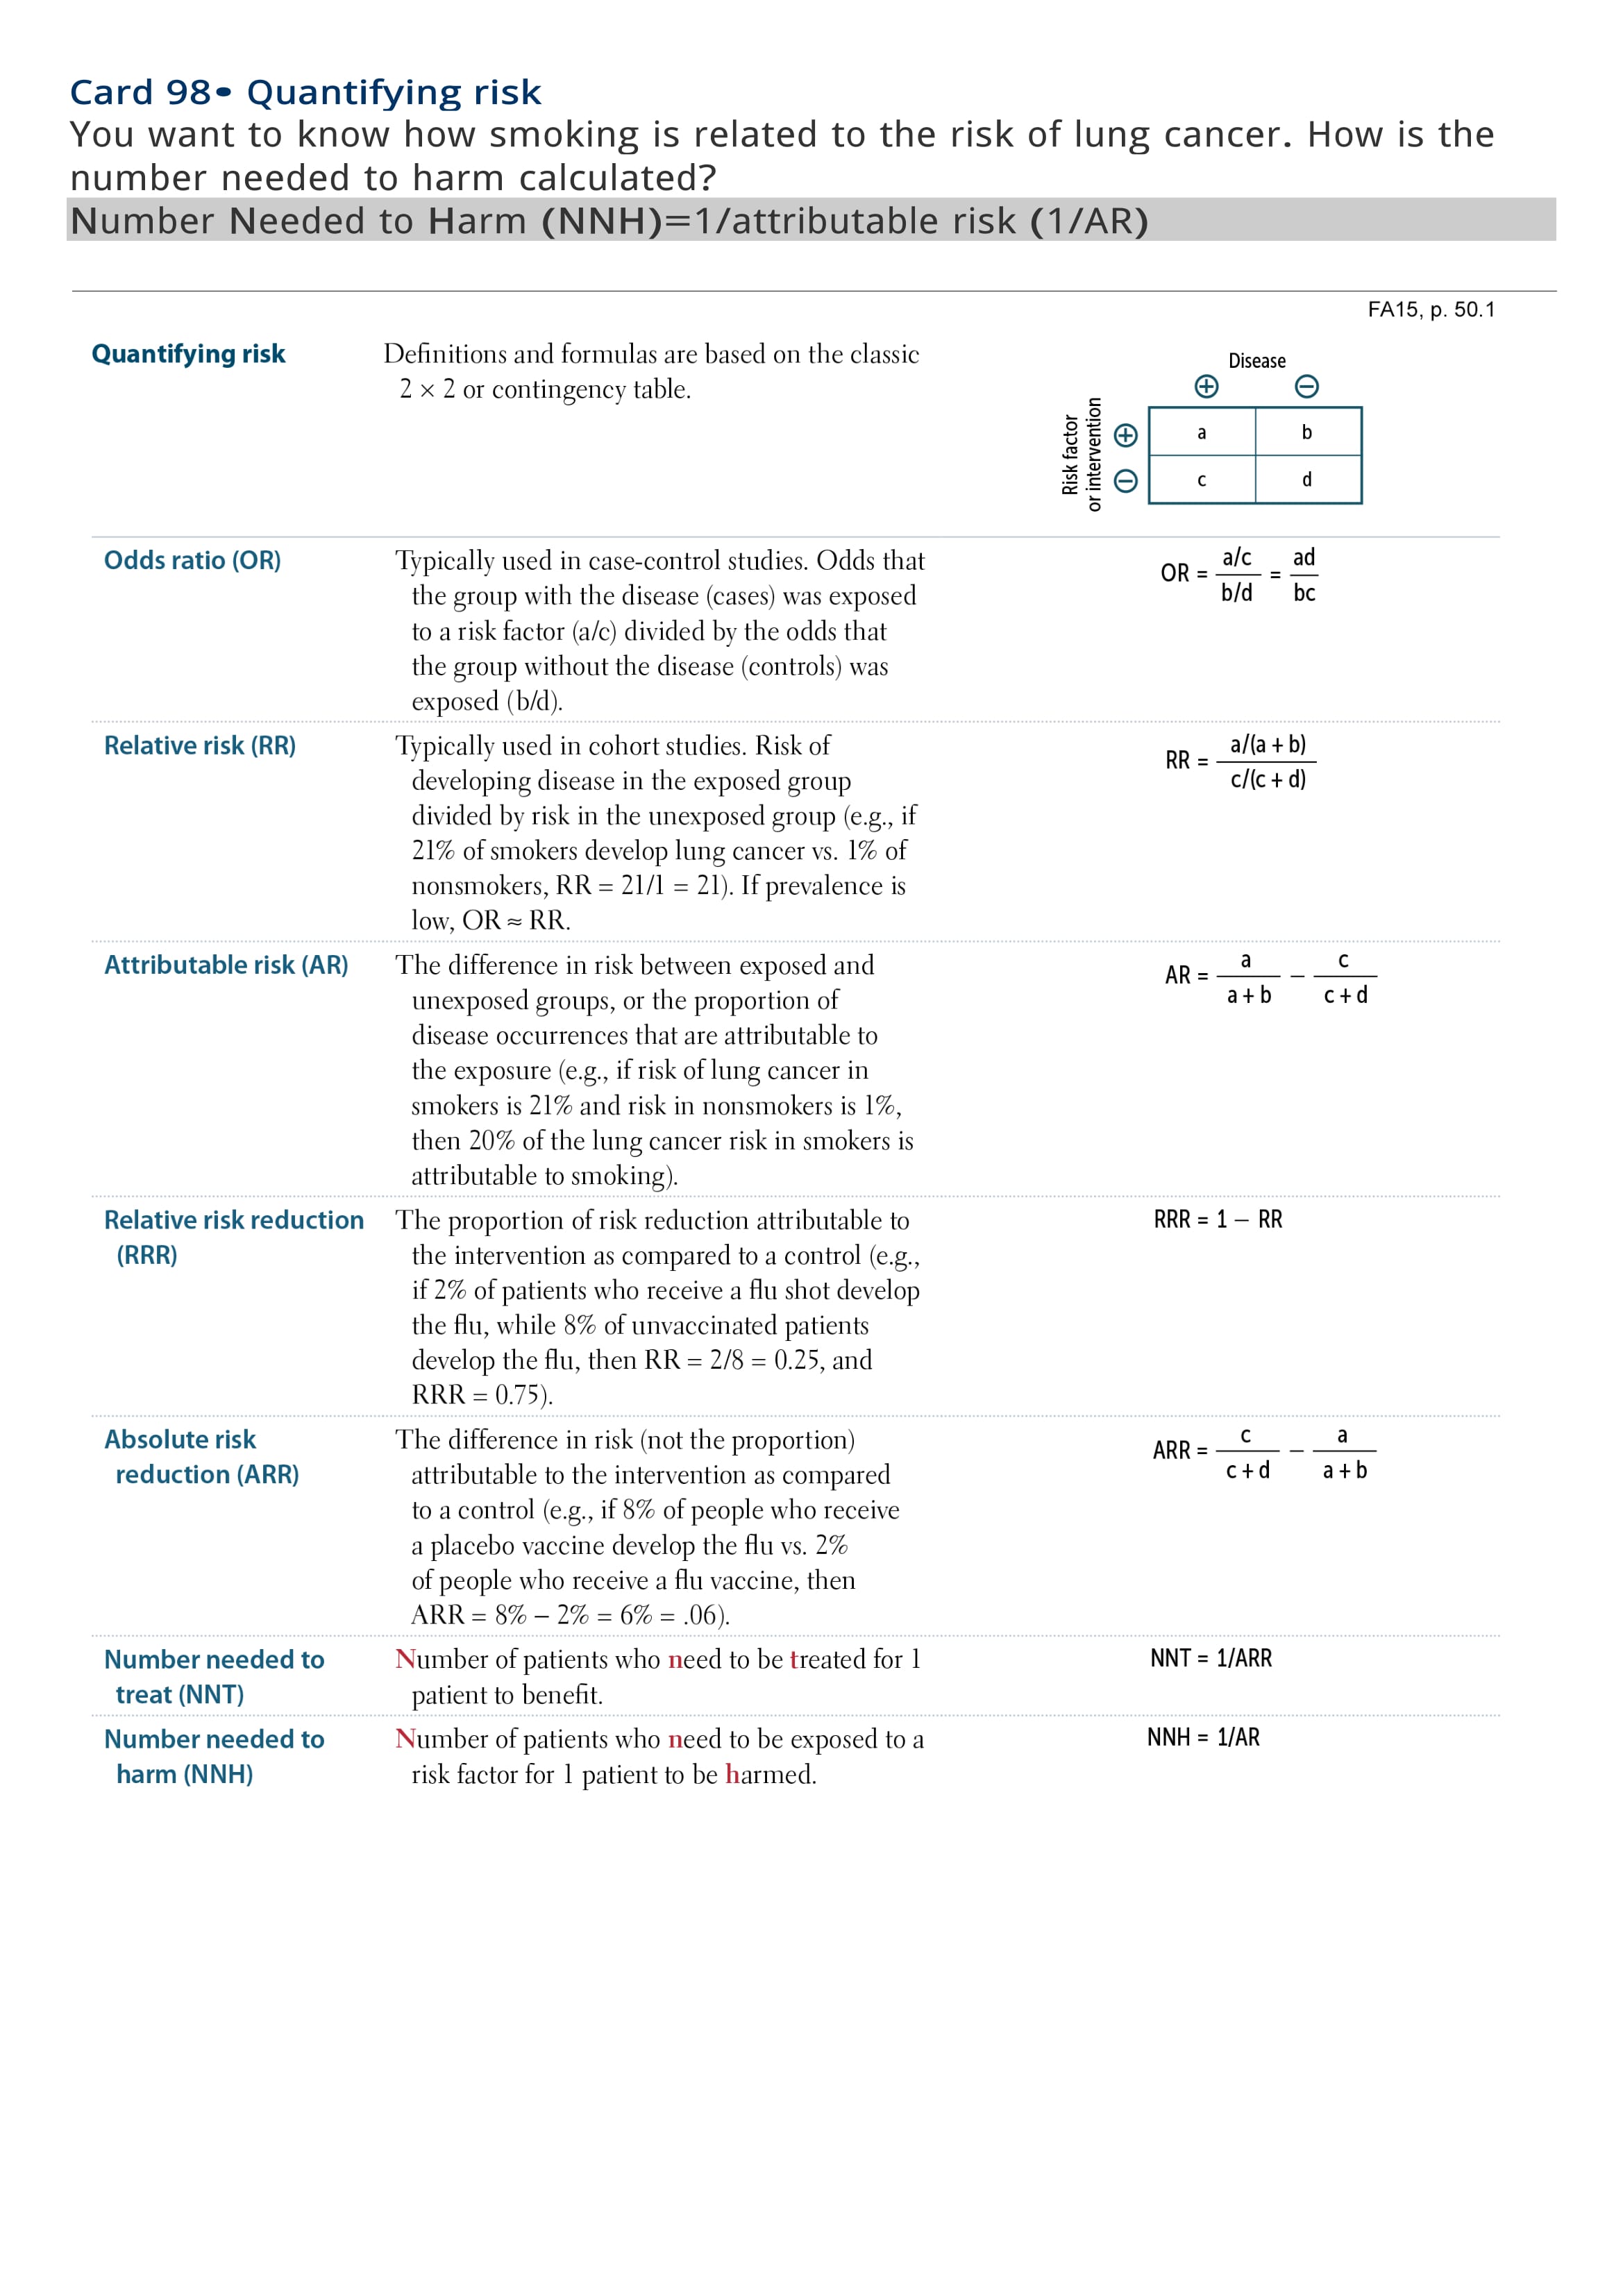 Card 98• Quantifying risk
You want to know how smoking is related to the risk of lung cancer. How is the
number needed to harm calculated?
Number Needed to Harm (NNH)=1/attributable risk (1/AR)
FA15, p. 50.1
Quantifying risk
Definitions and formulas are based on the classic
2 × 2 or contingency table.
Disease
⊕ ⊖
Risk factor
or intervention
⊕ a b
⊖ c d
Odds ratio (OR)
Typically used in case-control studies. Odds that
the group with the disease (cases) was exposed
to a risk factor (a/c) divided by the odds that
the group without the disease (controls) was
exposed (b/d).
OR = a/c / b/d = ad / bc
Relative risk (RR)
Typically used in cohort studies. Risk of
developing disease in the exposed group
divided by risk in the unexposed group (e.g., if
21% of smokers develop lung cancer vs. 1% of
nonsmokers, RR = 21/1 = 21). If prevalence is
low, OR ≈ RR.
RR = a/(a + b) / c/(c + d)
Attributable risk (AR)
The difference in risk between exposed and
unexposed groups, or the proportion of
disease occurrences that are attributable to
the exposure (e.g., if risk of lung cancer in
smokers is 21% and risk in nonsmokers is 1%,
then 20% of the lung cancer risk in smokers is
attributable to smoking).
AR = a / a + b − c / c + d
Relative risk reduction
(RRR)
The proportion of risk reduction attributable to
the intervention as compared to a control (e.g.,
if 2% of patients who receive a flu shot develop
the flu, while 8% of unvaccinated patients
develop the flu, then RR = 2/8 = 0.25, and
RRR = 0.75).
RRR = 1 − RR
Absolute risk
reduction (ARR)
The difference in risk (not the proportion)
attributable to the intervention as compared
to a control (e.g., if 8% of people who receive
a placebo vaccine develop the flu vs. 2%
of people who receive a flu vaccine, then
ARR = 8% − 2% = 6% = .06).
ARR = c / c + d − a / a + b
Number needed to
treat (NNT)
Number of patients who need to be treated for 1
patient to benefit.
NNT = 1/ARR
Number needed to
harm (NNH)
Number of patients who need to be exposed to a
risk factor for 1 patient to be harmed.
NNH = 1/AR